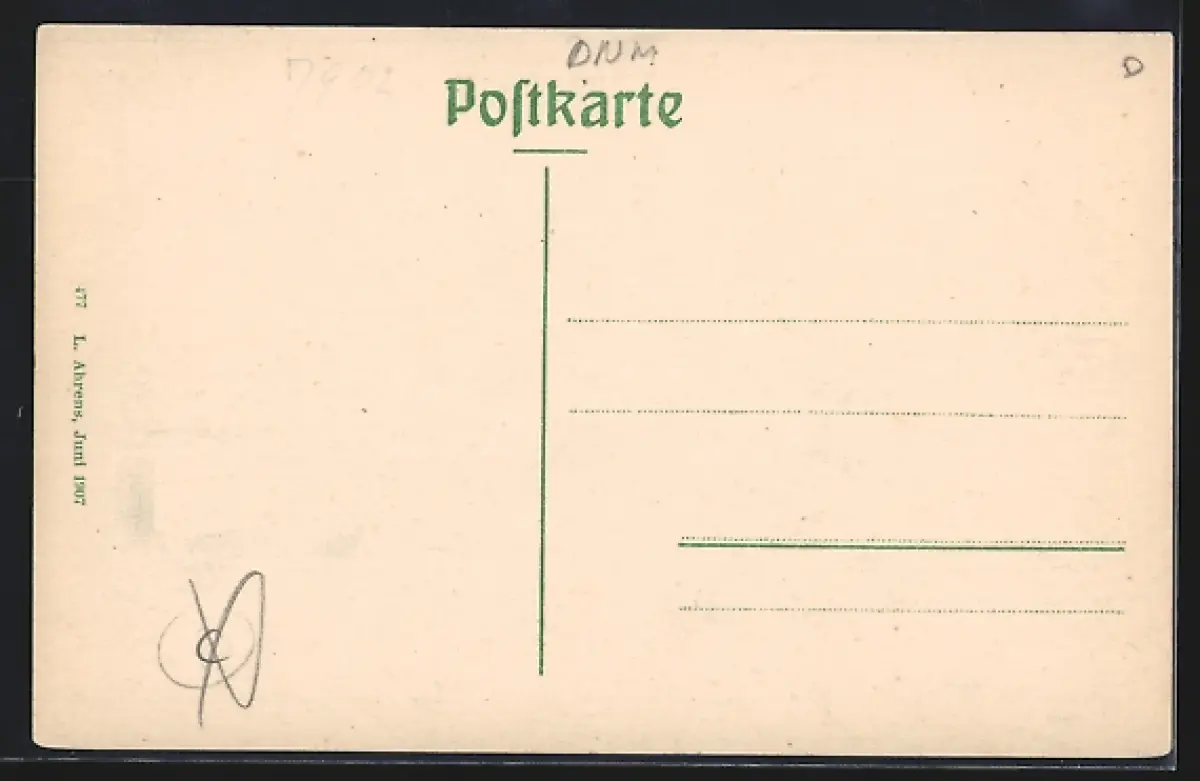 DNM
D
Poſtkarte
477 L. Ahrens, Juni 1907
C